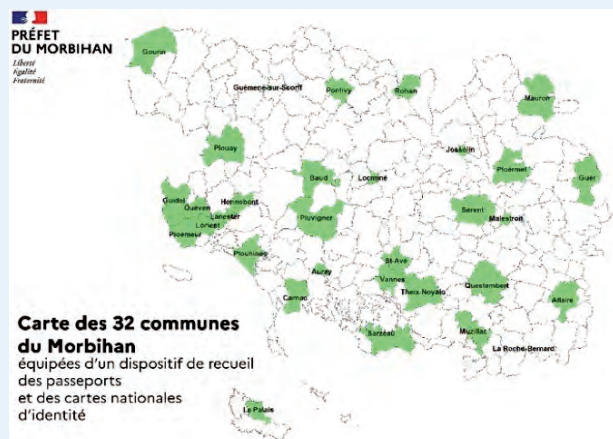 PRÉFET
DU MORBIHAN
Liberté
Égalité
Fraternité
Gourin
Guémené-sur-Scorff
Pontivy
Rohan
Mauron
Plouay
Josselin
Ploërmel
Guer
Baud
Locminé
Guidel
Quéven
Hennebont
Lanester
Lorient
Ploemeur
Pluvigner
Sérent
Malestroit
Plouhinec
Auray
St-Avé
Vannes
Theix-Noyalo
Questembert
Allaire
Carnac
Sarzeau
Muzillac
La Roche-Bernard
Le Palais
Carte des 32 communes
du Morbihan
équipées d'un dispositif de recueil
des passeports
et des cartes nationales
d'identité